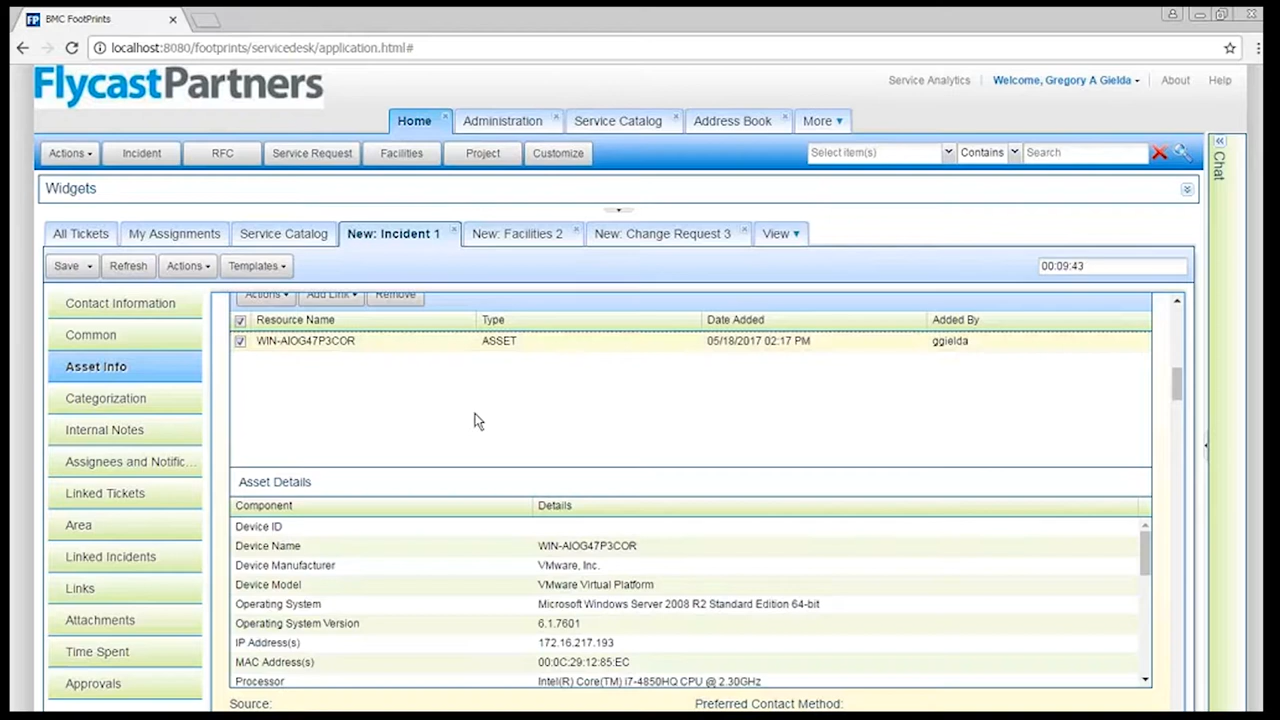 BMC FootPrints
localhost:8080/footprints/servicedesk/application.html#
FlycastPartners
Service Analytics Welcome, Gregory A Gielda About Help
Home Administration Service Catalog Address Book More
Actions Incident RFC Service Request Facilities Project Customize Select item(s) Contains Search
Chat
Widgets
All Tickets My Assignments Service Catalog New: Incident 1 New: Facilities 2 New: Change Request 3 View
Save Refresh Actions Templates 00:09:43
Contact Information
Common
Asset Info
Categorization
Internal Notes
Assignees and Notific...
Linked Tickets
Area
Linked Incidents
Links
Attachments
Time Spent
Approvals
Actions Add Link Remove
Resource Name Type Date Added Added By
WIN-AIOG47P3COR ASSET 05/18/2017 02:17 PM ggielda
Asset Details
Component Details
Device ID
Device Name WIN-AIOG47P3COR
Device Manufacturer VMware, Inc.
Device Model VMware Virtual Platform
Operating System Microsoft Windows Server 2008 R2 Standard Edition 64-bit
Operating System Version 6.1.7601
IP Address(s) 172.16.217.193
MAC Address(s) 00:0C:29:12:85:EC
Processor Intel(R) Core(TM) i7-4850HQ CPU @ 2.30GHz
Source: Preferred Contact Method: